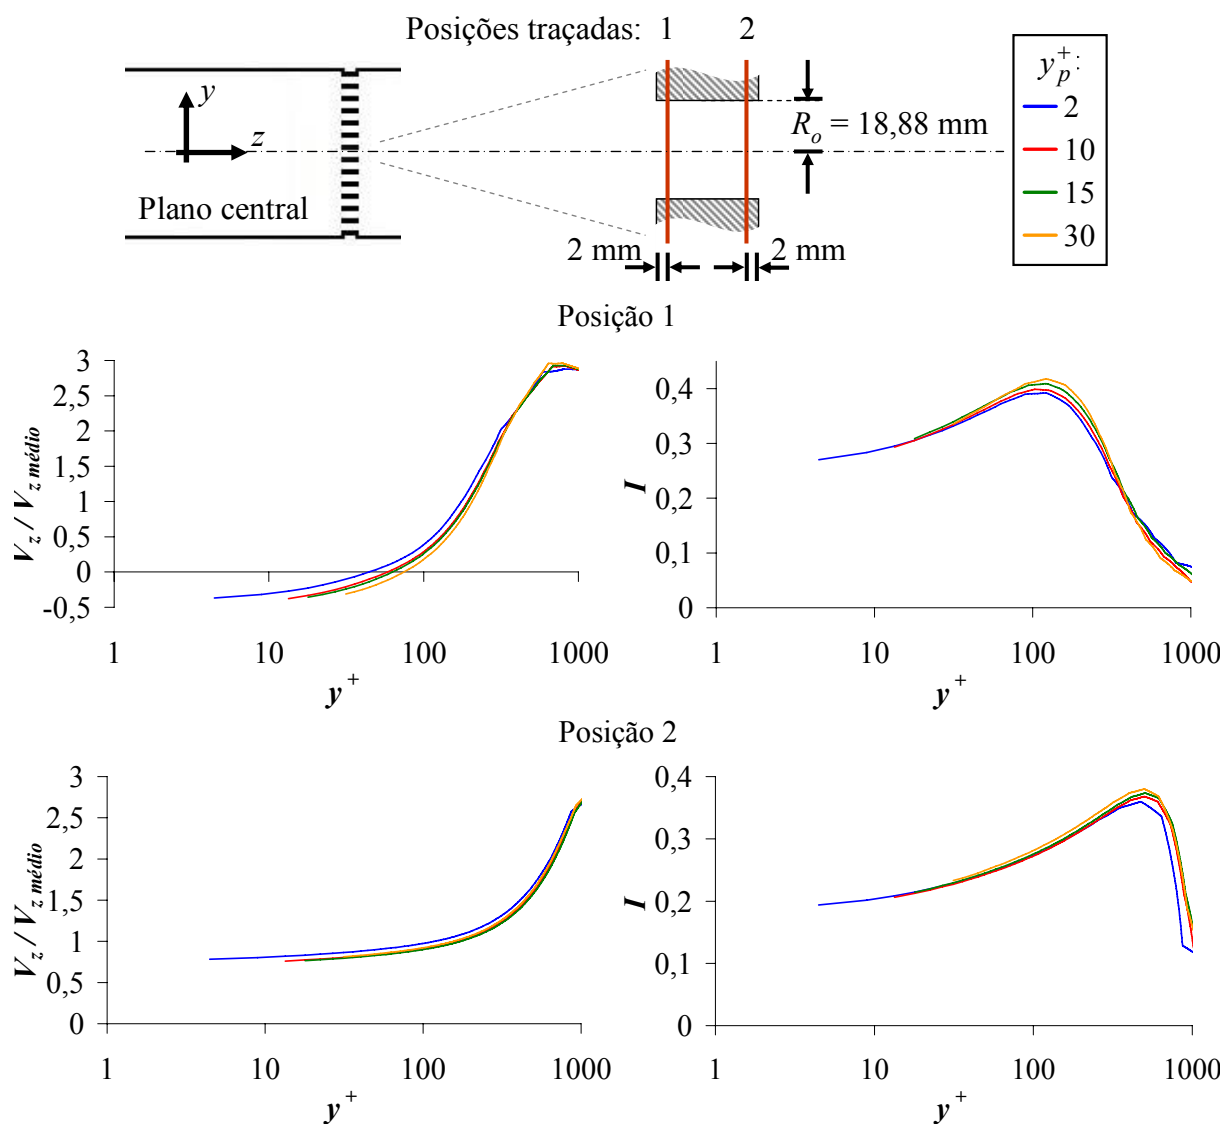 Posições traçadas: 1 2
y
z
Plano central
R_o = 18,88 mm
2 mm 2 mm
y_p^+:
2
10
15
30
Posição 1
V_z / V_z médio
3
2,5
2
1,5
1
0,5
0
-0,5
1 10 100 1000
y^+
I
0,4
0,3
0,2
0,1
0
1 10 100 1000
y^+
Posição 2
V_z / V_z médio
3
2,5
2
1,5
1
0,5
0
1 10 100 1000
y^+
I
0,4
0,3
0,2
0,1
0
1 10 100 1000
y^+